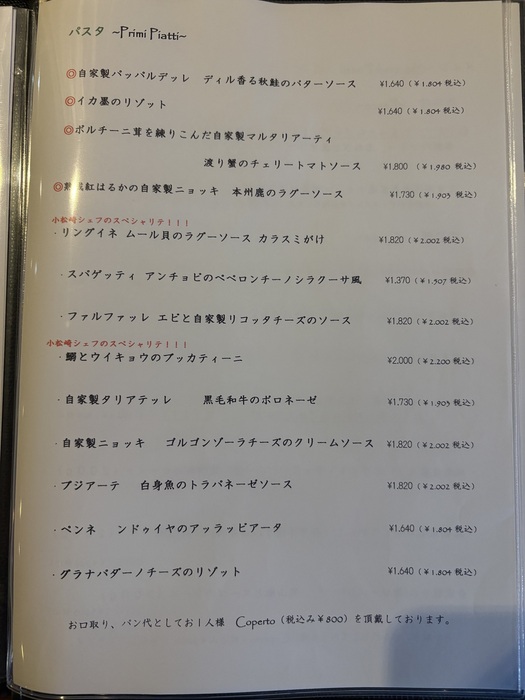 パスタ ~Primi Piatti~
◎自家製パッパルデッレ ディル香る秋鮭のバターソース ¥1,640 (¥1,804 税込)
◎イカ墨のリゾット ¥1,640 (¥1,804 税込)
◎ポルチーニ茸を練りこんだ自家製マルタリアーティ
渡り蟹のチェリートマトソース ¥1,800 (¥1,980 税込)
◎熟成紅はるかの自家製ニョッキ 本州鹿のラグーソース ¥1,730 (¥1,903 税込)
小松崎シェフのスペシャリテ!!!
・リングイネ ムール貝のラグーソース カラスミがけ ¥1,820 (¥2,002 税込)
・スパゲッティ アンチョビのペペロンチーノシラクーサ風 ¥1,370 (¥1,507 税込)
・ファルファッレ エビと自家製リコッタチーズのソース ¥1,820 (¥2,002 税込)
小松崎シェフのスペシャリテ!!!
・鰯とウイキョウのブッカティーニ ¥2,000 (¥2,200 税込)
・自家製タリアテッレ 黒毛和牛のボロネーゼ ¥1,730 (¥1,903 税込)
・自家製ニョッキ ゴルゴンゾーラチーズのクリームソース ¥1,820 (¥2,002 税込)
・ブジアーテ 白身魚のトラパネーゼソース ¥1,820 (¥2,002 税込)
・ペンネ ンドゥイヤのアッラッビアータ ¥1,640 (¥1,804 税込)
・グラナパダーノチーズのリゾット ¥1,640 (¥1,804 税込)
お口取り、パン代としてお1人様 Coperto (税込み¥800) を頂戴しております。